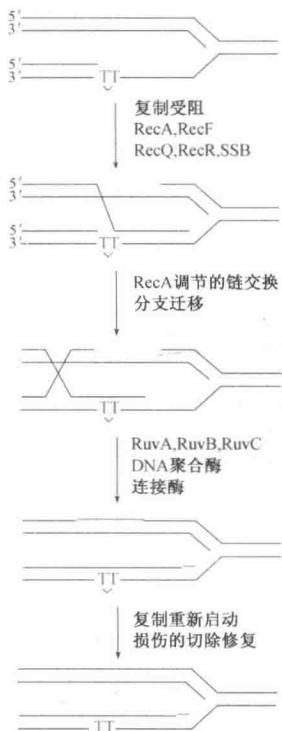 5′
3′
5′
3′
TT
复制受阻
RecA,RecF
RecQ,RecR,SSB
5′
3′
5′
3′
TT
RecA调节的链交换
分支迁移
TT
RuvA,RuvB,RuvC
DNA聚合酶
连接酶
TT
复制重新启动
损伤的切除修复
TT